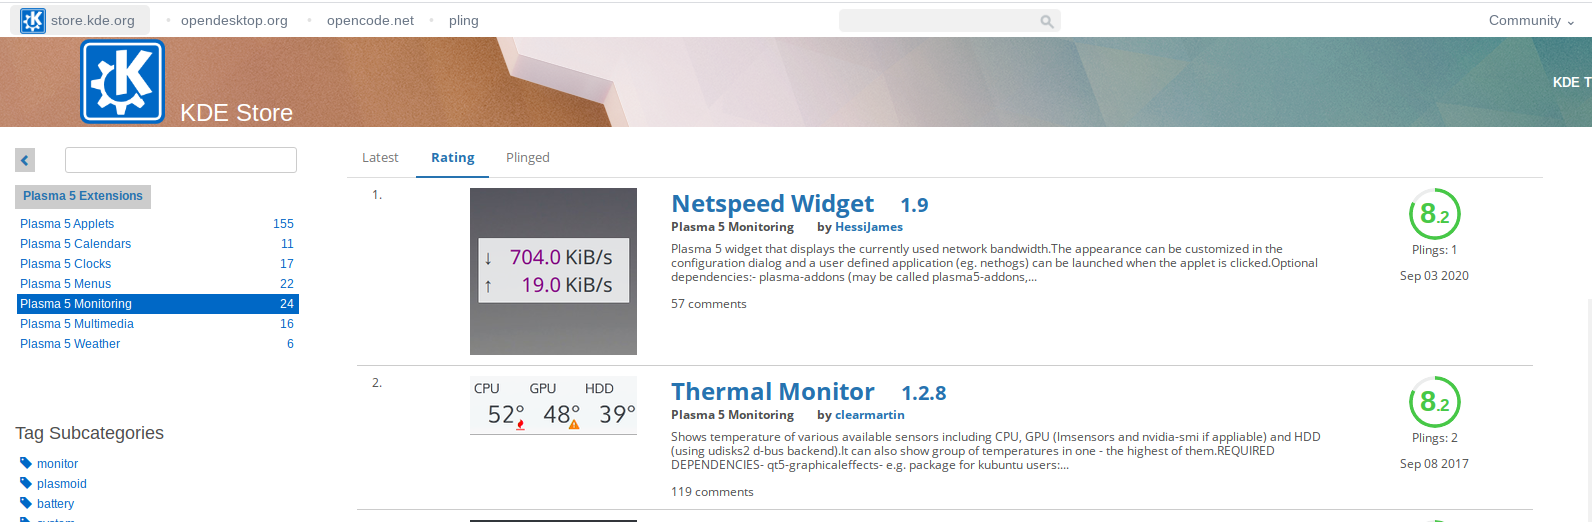 store.kde.org
opendesktop.org
opencode.net
pling
Community
KDE Store
KDE T
Latest
Rating
Plinged
Plasma 5 Extensions
Plasma 5 Applets 155
Plasma 5 Calendars 11
Plasma 5 Clocks 17
Plasma 5 Menus 22
Plasma 5 Monitoring 24
Plasma 5 Multimedia 16
Plasma 5 Weather 6
Tag Subcategories
monitor
plasmoid
battery
system
1.
↓ 704.0 KiB/s
↑ 19.0 KiB/s
Netspeed Widget 1.9
Plasma 5 Monitoring by HessiJames
Plasma 5 widget that displays the currently used network bandwidth.The appearance can be customized in the
configuration dialog and a user defined application (eg. nethogs) can be launched when the applet is clicked.Optional
dependencies:- plasma-addons (may be called plasma5-addons,...
57 comments
8.2
Plings: 1
Sep 03 2020
2.
CPU GPU HDD
52° 48° 39°
Thermal Monitor 1.2.8
Plasma 5 Monitoring by clearmartin
Shows temperature of various available sensors including CPU, GPU (lmsensors and nvidia-smi if appliable) and HDD
(using udisks2 d-bus backend).It can also show group of temperatures in one - the highest of them.REQUIRED
DEPENDENCIES- qt5-graphicaleffects- e.g. package for kubuntu users:...
119 comments
8.2
Plings: 2
Sep 08 2017